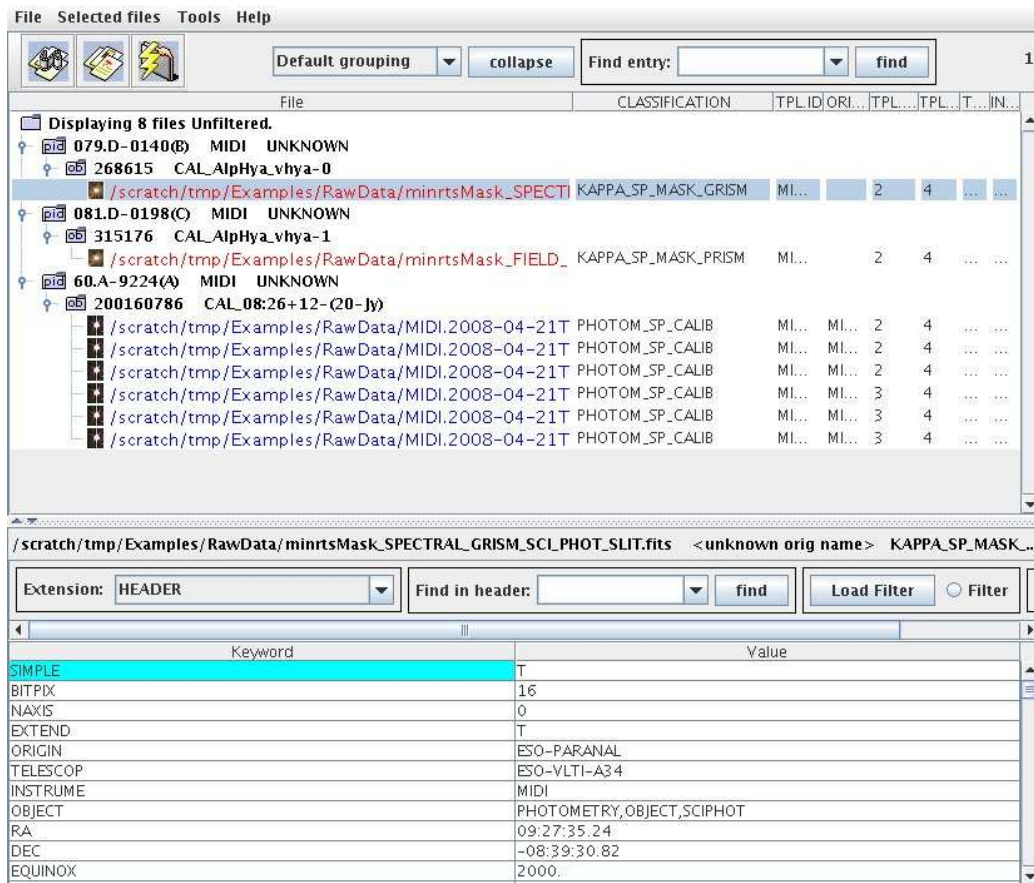 File Selected files Tools Help
Default grouping collapse Find entry: find 1
File CLASSIFICATION TPL.ID ORI... TPL.... TPL... T... IN...
Displaying 8 files Unfiltered.
pid 079.D-0140(B) MIDI UNKNOWN
ob 268615 CAL_AlpHya_vhya-0
/scratch/tmp/Examples/RawData/minrtsMask_SPECTI KAPPA_SP_MASK_GRISM MI... 2 4 ... ...
pid 081.D-0198(C) MIDI UNKNOWN
ob 315176 CAL_AlpHya_vhya-1
/scratch/tmp/Examples/RawData/minrtsMask_FIELD_ KAPPA_SP_MASK_PRISM MI... 2 4 ... ...
pid 60.A-9224(A) MIDI UNKNOWN
ob 200160786 CAL_08:26+12-(20-Jy)
/scratch/tmp/Examples/RawData/MIDI.2008-04-21T PHOTOM_SP_CALIB MI... MI... 2 4 ... ...
/scratch/tmp/Examples/RawData/MIDI.2008-04-21T PHOTOM_SP_CALIB MI... MI... 2 4 ... ...
/scratch/tmp/Examples/RawData/MIDI.2008-04-21T PHOTOM_SP_CALIB MI... MI... 2 4 ... ...
/scratch/tmp/Examples/RawData/MIDI.2008-04-21T PHOTOM_SP_CALIB MI... MI... 3 4 ... ...
/scratch/tmp/Examples/RawData/MIDI.2008-04-21T PHOTOM_SP_CALIB MI... MI... 3 4 ... ...
/scratch/tmp/Examples/RawData/MIDI.2008-04-21T PHOTOM_SP_CALIB MI... MI... 3 4 ... ...
/scratch/tmp/Examples/RawData/minrtsMask_SPECTRAL_GRISM_SCI_PHOT_SLIT.fits <unknown orig name> KAPPA_SP_MASK_...
Extension: HEADER Find in header: find Load Filter Filter
Keyword Value
SIMPLE T
BITPIX 16
NAXIS 0
EXTEND T
ORIGIN ESO-PARANAL
TELESCOP ESO-VLTI-A34
INSTRUME MIDI
OBJECT PHOTOMETRY,OBJECT,SCIPHOT
RA 09:27:35.24
DEC -08:39:30.82
EQUINOX 2000.